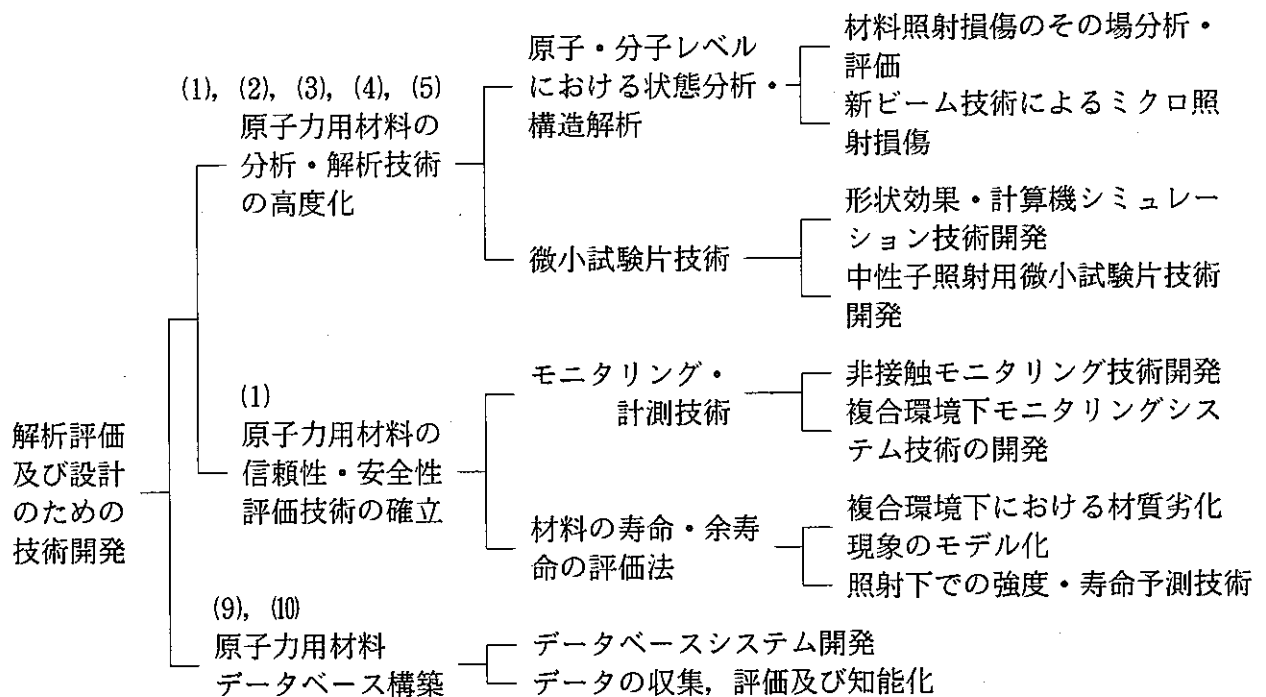 解析評価
及び設計
のための
技術開発
(1), (2), (3), (4), (5)
原子力用材料の
分析・解析技術
の高度化
原子・分子レベル
における状態分析・
構造解析
材料照射損傷のその場分析・
評価
新ビーム技術によるミクロ照
射損傷
微小試験片技術
形状効果・計算機シミュレー
ション技術開発
中性子照射用微小試験片技術
開発
(1)
原子力用材料の
信頼性・安全性
評価技術の確立
モニタリング・
計測技術
非接触モニタリング技術開発
複合環境下モニタリングシス
テム技術の開発
材料の寿命・余寿
命の評価法
複合環境下における材質劣化
現象のモデル化
照射下での強度・寿命予測技術
(9), (10)
原子力用材料
データベース構築
データベースシステム開発
データの収集, 評価及び知能化